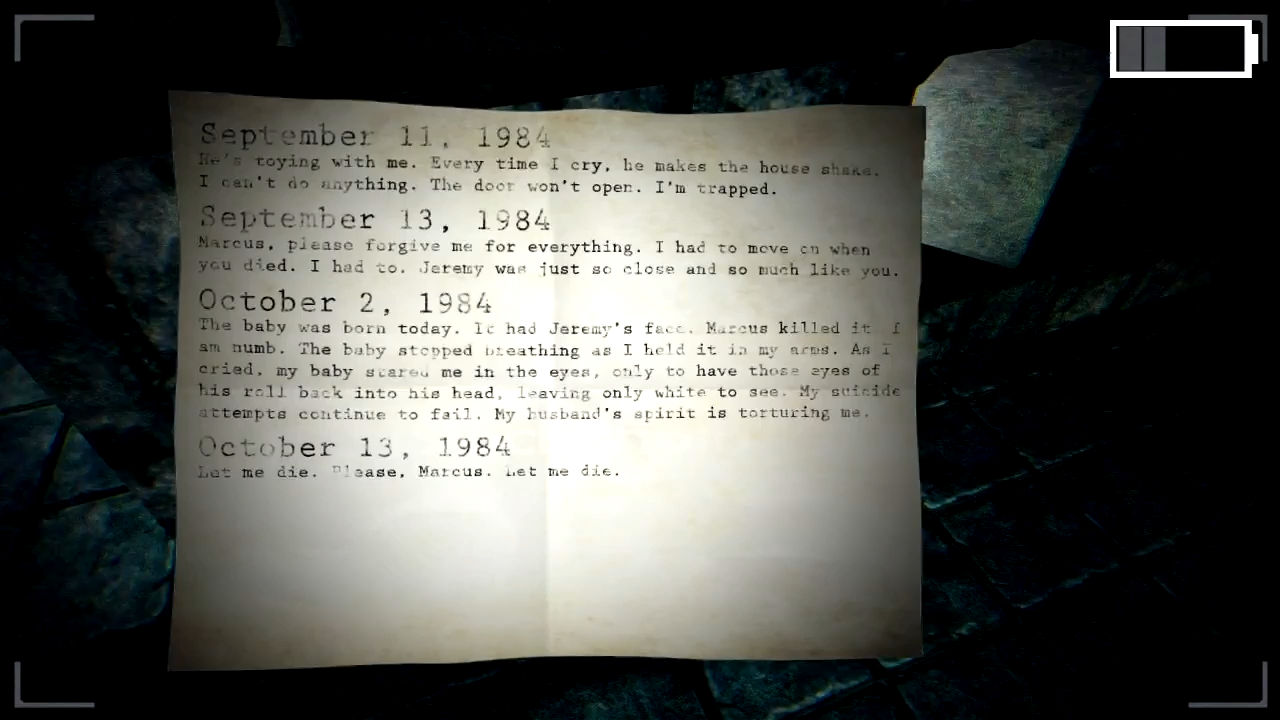 September 11, 1984
He's toying with me. Every time I cry, he makes the house shake.
I can't do anything. The door won't open. I'm trapped.
September 13, 1984
Marcus, please forgive me for everything. I had to move on when
you died. I had to. Jeremy was just so close and so much like you.
October 2, 1984
The baby was born today. It had Jeremy's face. Marcus killed it. I
am numb. The baby stopped breathing as I held it in my arms. As I
cried, my baby stared me in the eyes, only to have those eyes of
his roll back into his head, leaving only white to see. My suicide
attempts continue to fail. My husband's spirit is torturing me.
October 13, 1984
Let me die. Please, Marcus. Let me die.